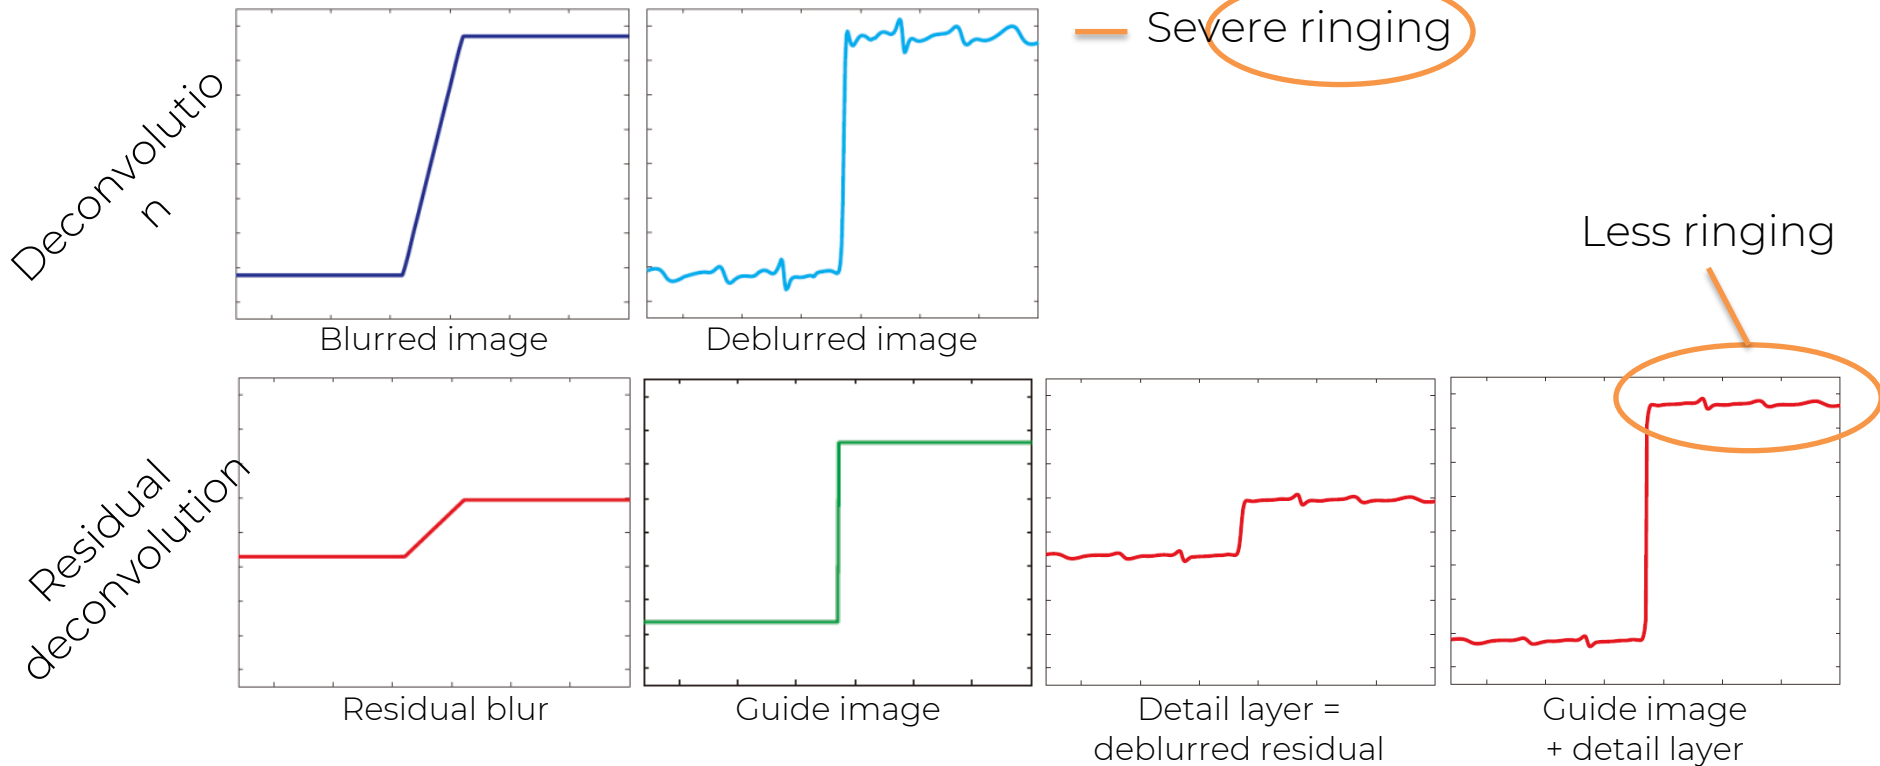 Severe ringing
Deconvolutio
n
Blurred image
Deblurred image
Less ringing
Residual
deconvolution
Residual blur
Guide image
Detail layer =
deblurred residual
Guide image
+ detail layer